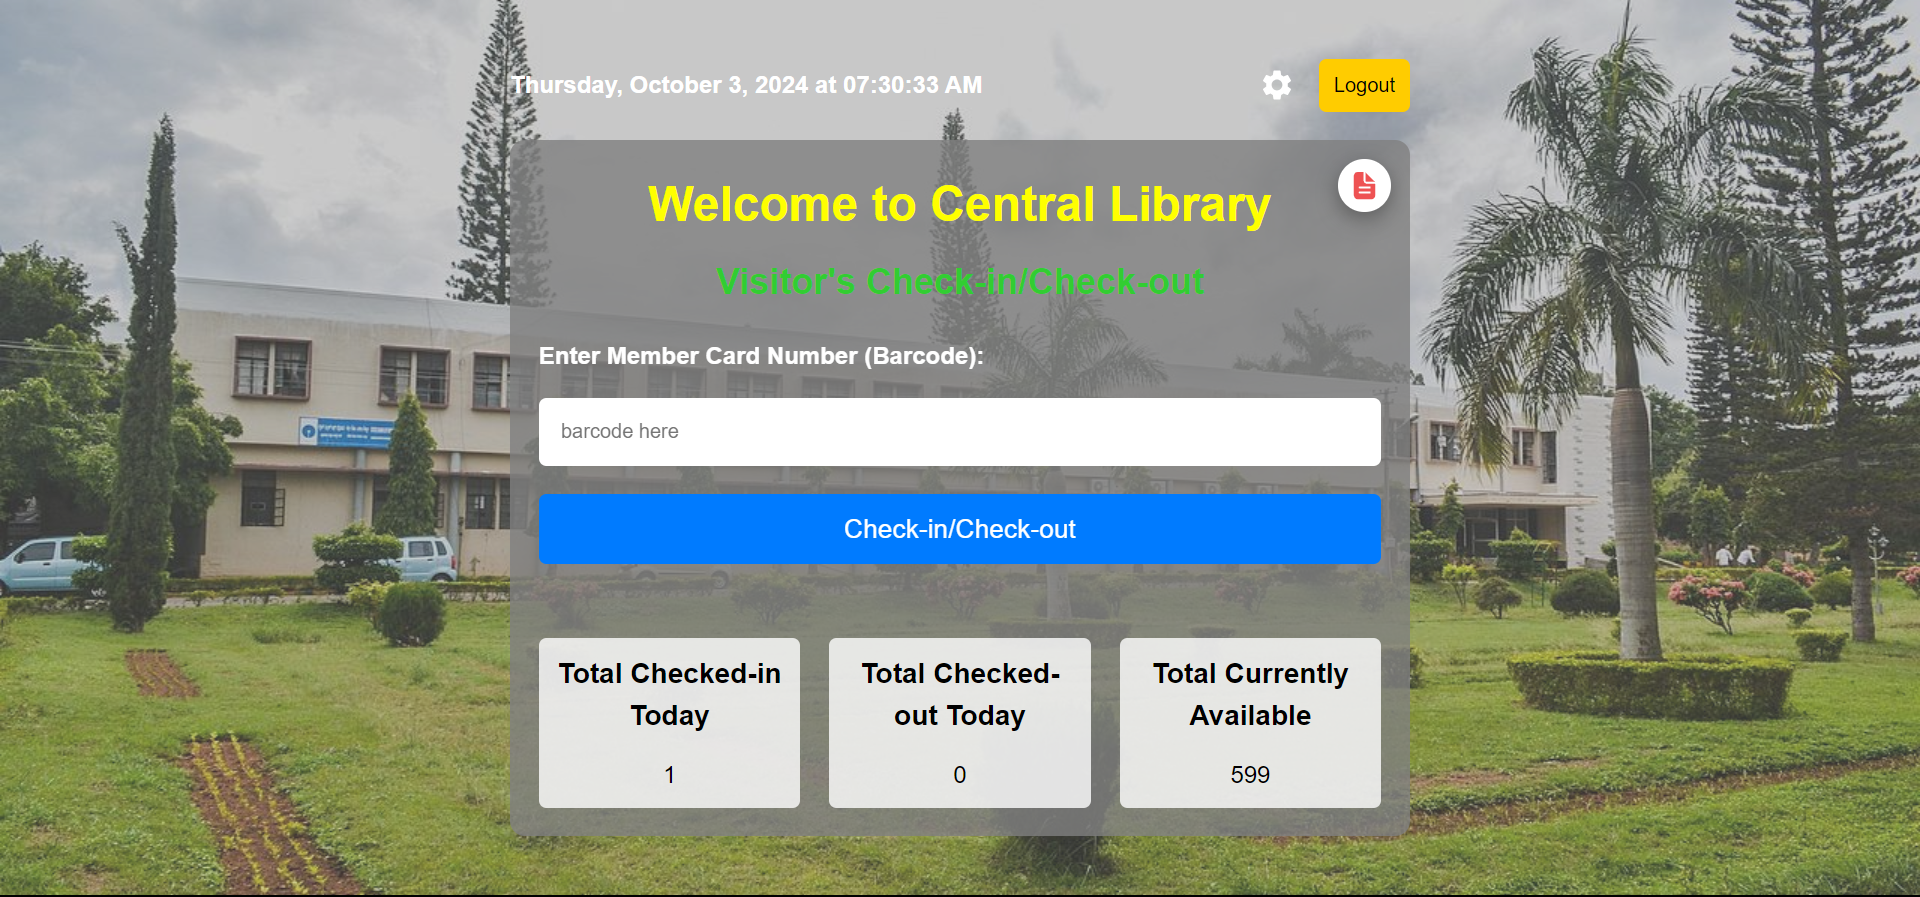 Thursday, October 3, 2024 at 07:30:33 AM
Logout
Welcome to Central Library
Visitor's Check-in/Check-out
Enter Member Card Number (Barcode):
barcode here
Check-in/Check-out
Total Checked-in
Today
1
Total Checked-
out Today
0
Total Currently
Available
599